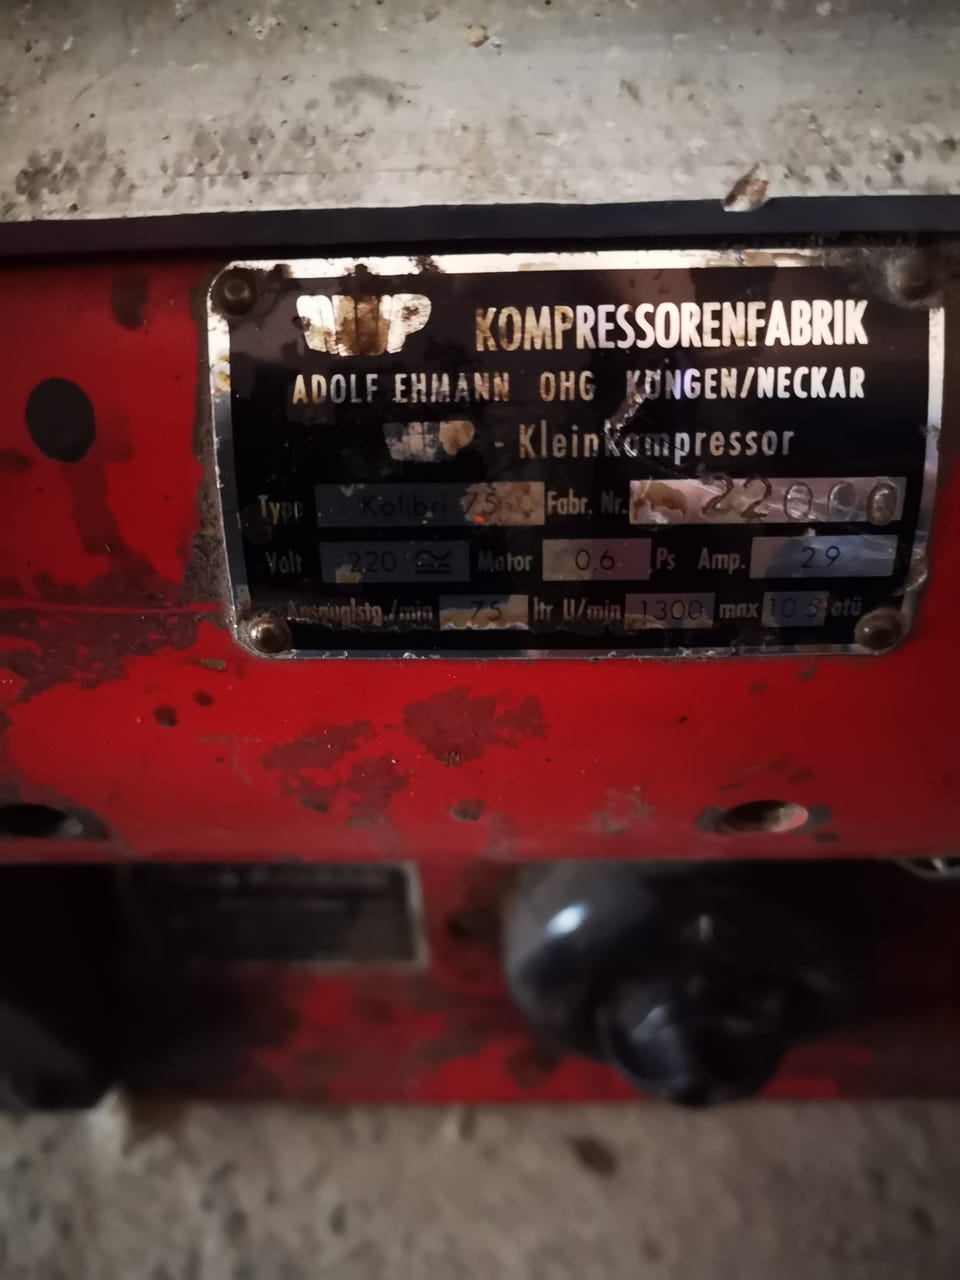 KOMPRESSORENFABRIK
ADOLF EHMANN OHG KÖNGEN/NECKAR
- Kleinkompressor
Type Kolibri 75 Fabr. Nr. 22000
Volt 220 ≂ Motor 0,6 Ps Amp. 2.9
Ansauglstg./min 75 ltr U/min 1300 max 10.5 atü